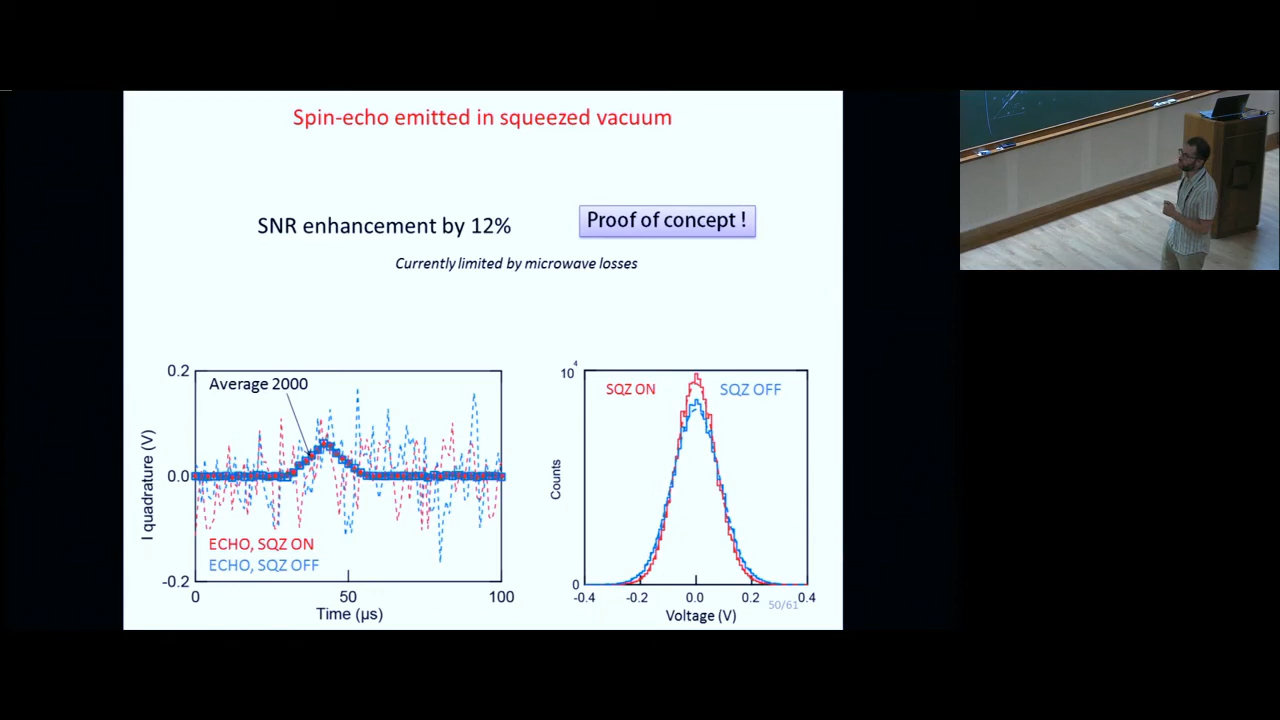 Spin-echo emitted in squeezed vacuum
SNR enhancement by 12%
Proof of concept !
Currently limited by microwave losses
0.2
0.0
-0.2
I quadrature (V)
Average 2000
ECHO, SQZ ON
ECHO, SQZ OFF
0
50
100
Time (µs)
10
4
0
Counts
SQZ ON
SQZ OFF
-0.4
-0.2
0.0
0.2
0.4
50/61
Voltage (V)